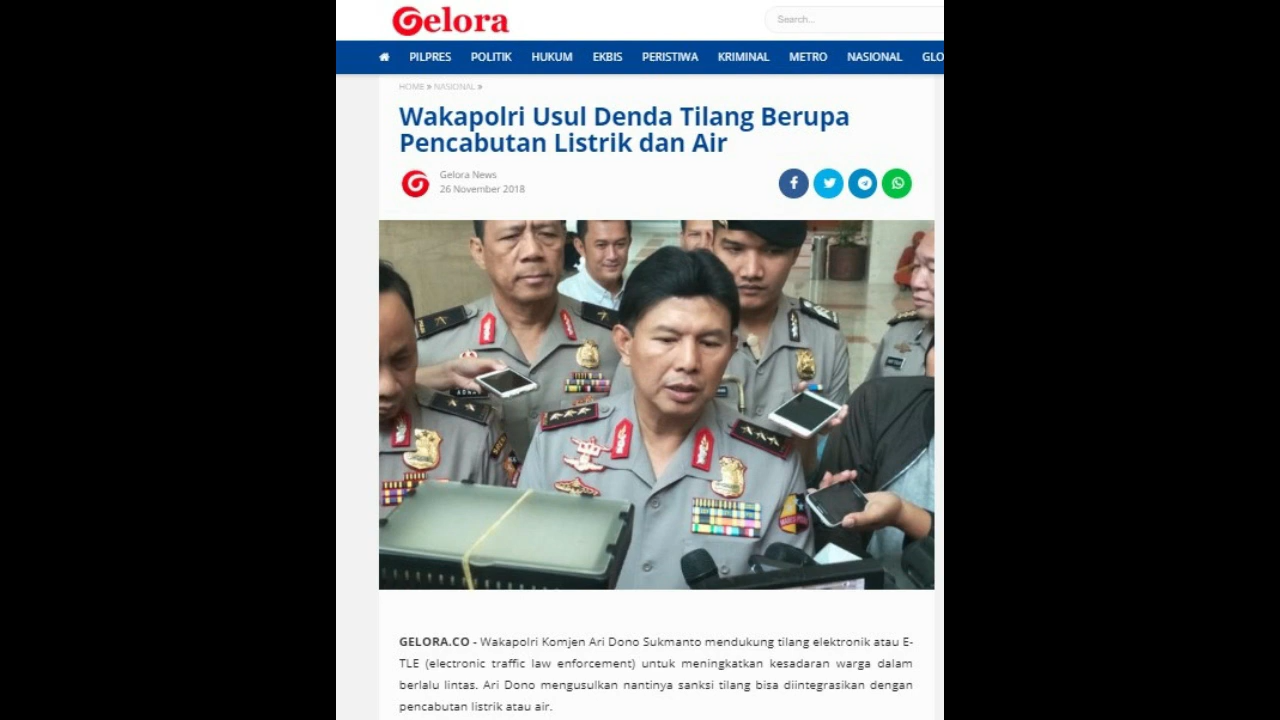 Gelora
Search...
PILPRES POLITIK HUKUM EKBIS PERISTIWA KRIMINAL METRO NASIONAL GLO
HOME » NASIONAL »
Wakapolri Usul Denda Tilang Berupa
Pencabutan Listrik dan Air
Gelora News
26 November 2018
GELORA.CO - Wakapolri Komjen Ari Dono Sukmanto mendukung tilang elektronik atau E-
TLE (electronic traffic law enforcement) untuk meningkatkan kesadaran warga dalam
berlalu lintas. Ari Dono mengusulkan nantinya sanksi tilang bisa diintegrasikan dengan
pencabutan listrik atau air.